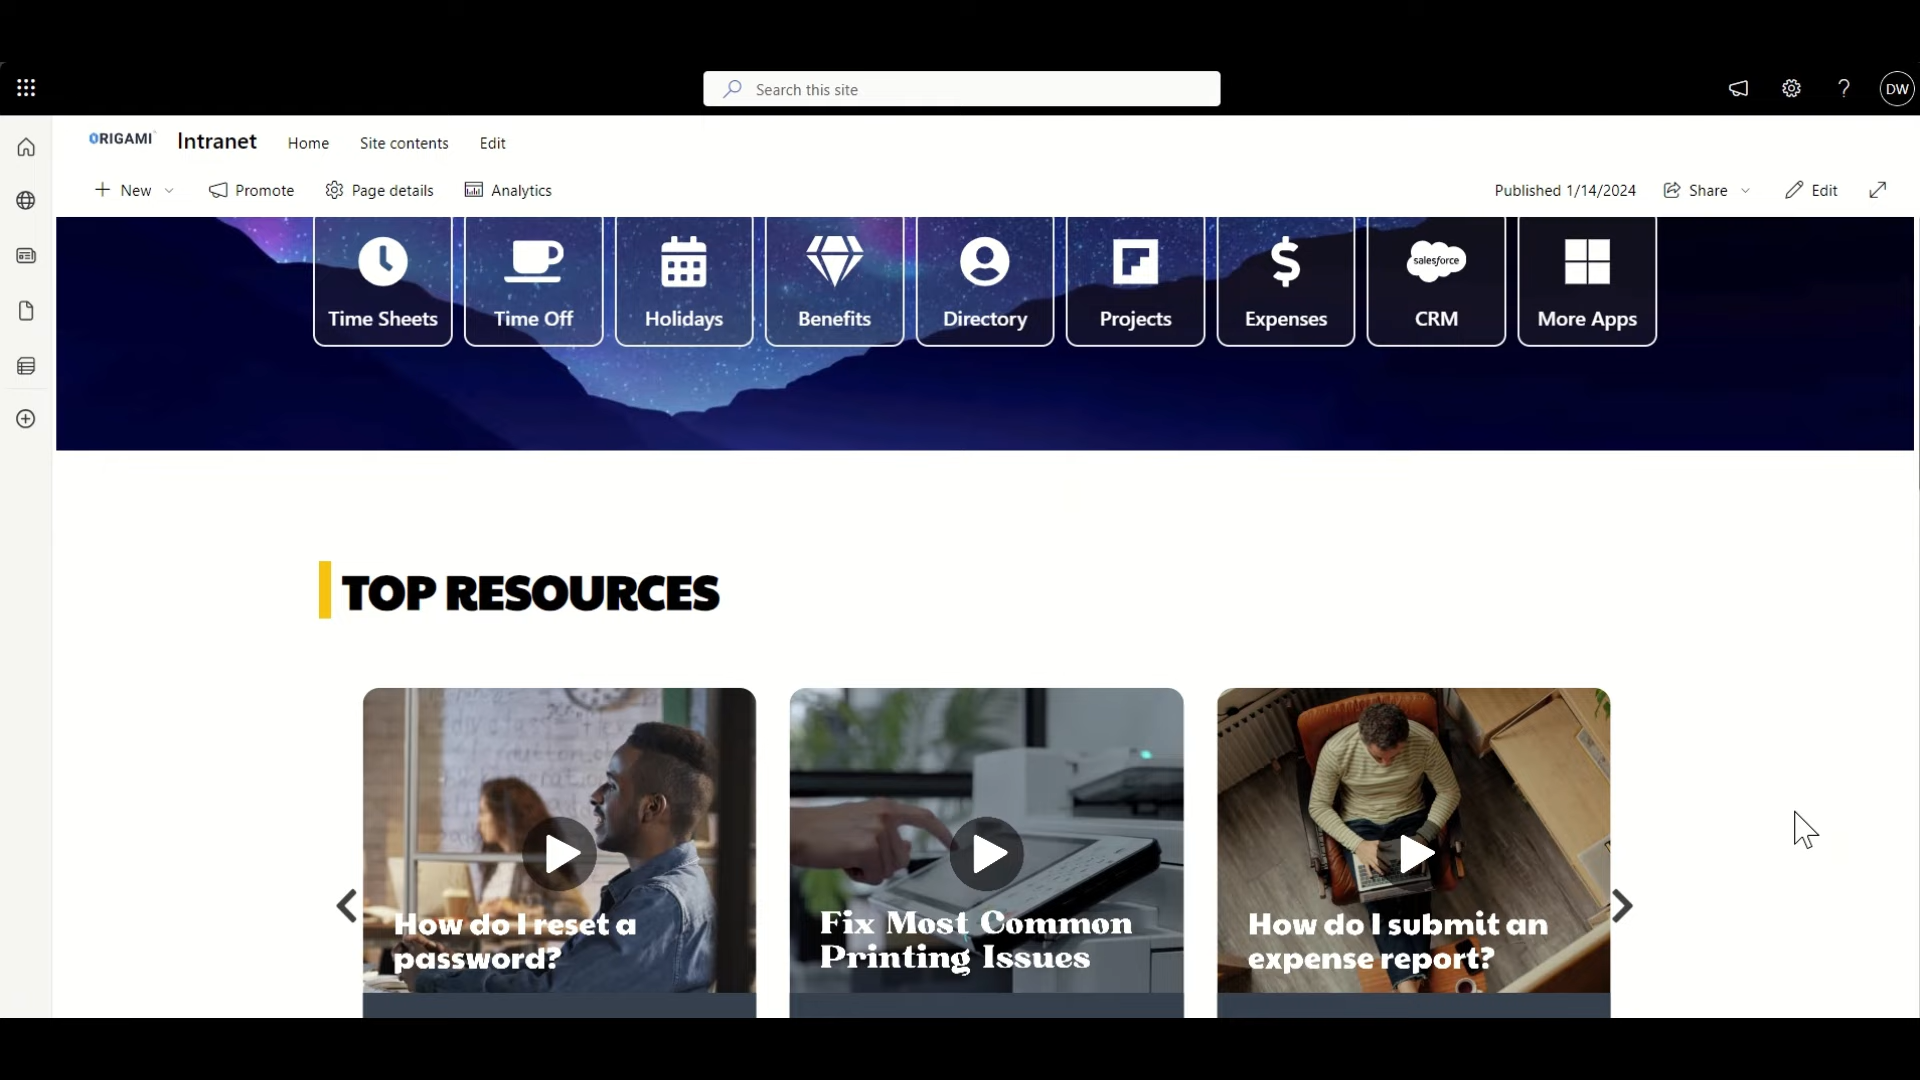 Search this site
DW
ORIGAMI
Intranet
Home
Site contents
Edit
New
Promote
Page details
Analytics
Published 1/14/2024
Share
Edit
Time Sheets
Time Off
Holidays
Benefits
Directory
Projects
Expenses
salesforce
CRM
More Apps
TOP RESOURCES
How do I reset a
password?
Fix Most Common
Printing Issues
How do I submit an
expense report?